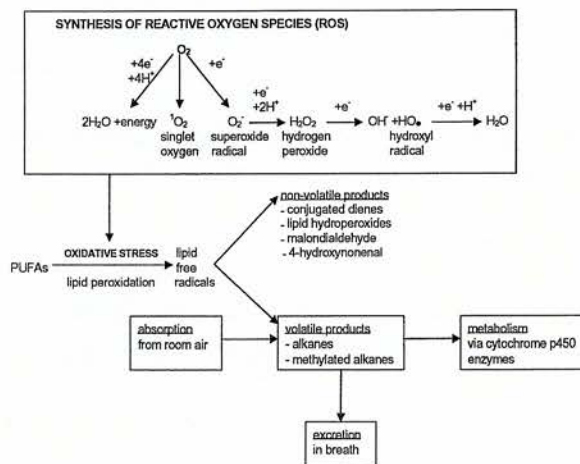 SYNTHESIS OF REACTIVE OXYGEN SPECIES (ROS)
O₂
+4e⁻
+4H⁺
+e⁻
2H₂O +energy
¹O₂
singlet
oxygen
O₂⁻
superoxide
radical
+e⁻
+2H⁺
H₂O₂
hydrogen
peroxide
+e⁻
OH⁻ +HO●
hydroxyl
radical
+e⁻ +H⁺
H₂O
non-volatile products
- conjugated dienes
- lipid hydroperoxides
- malondialdehyde
- 4-hydroxynonenal
PUFAs
OXIDATIVE STRESS
lipid peroxidation
lipid
free
radicals
absorption
from room air
volatile products
- alkanes
- methylated alkanes
metabolism
via cytochrome p450
enzymes
excretion
in breath